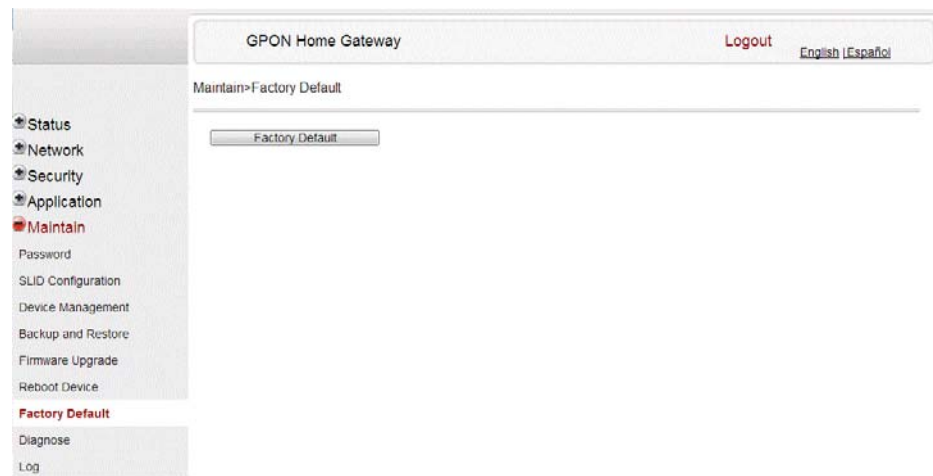 GPON Home Gateway
Logout
English | Español
Maintain>Factory Default
Factory Default
Status
Network
Security
Application
Maintain
Password
SLID Configuration
Device Management
Backup and Restore
Firmware Upgrade
Reboot Device
Factory Default
Diagnose
Log